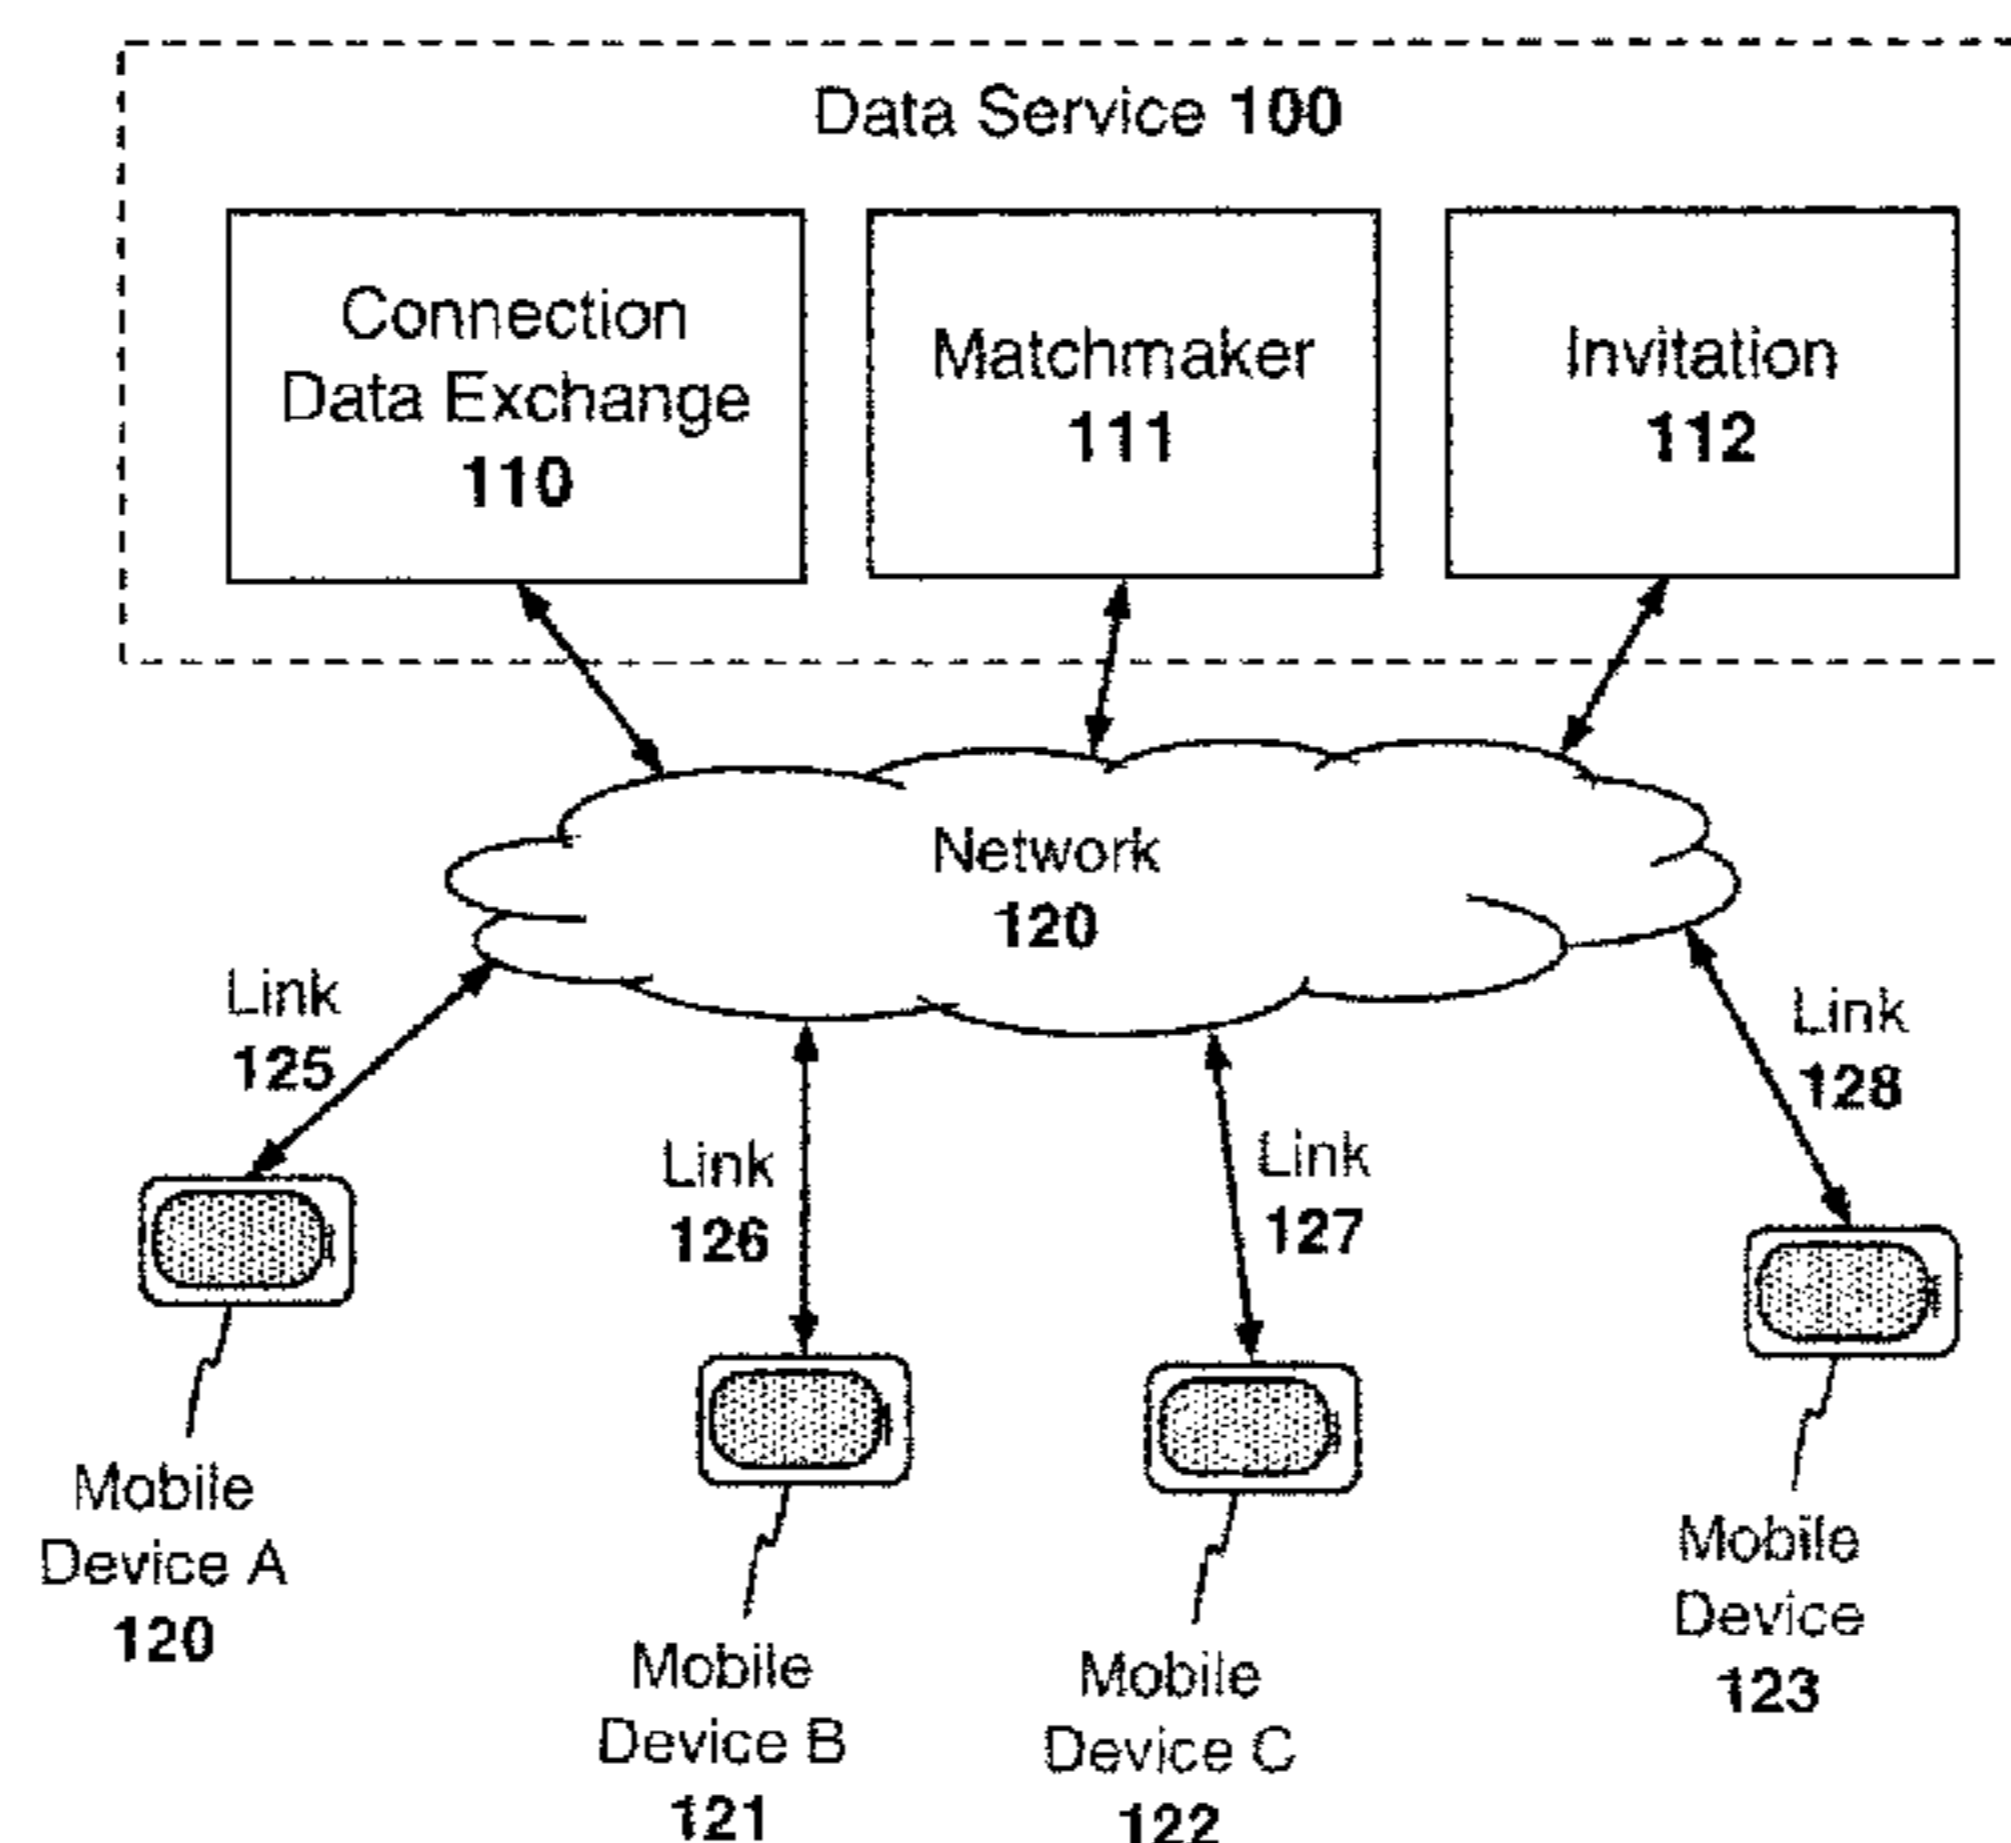 Data Service 100
Connection
Data Exchange
110
Matchmaker
111
Invitation
112
Network
120
Link
125
Link
126
Link
127
Link
128
Mobile
Device A
120
Mobile
Device B
121
Mobile
Device C
122
Mobile
Device
123